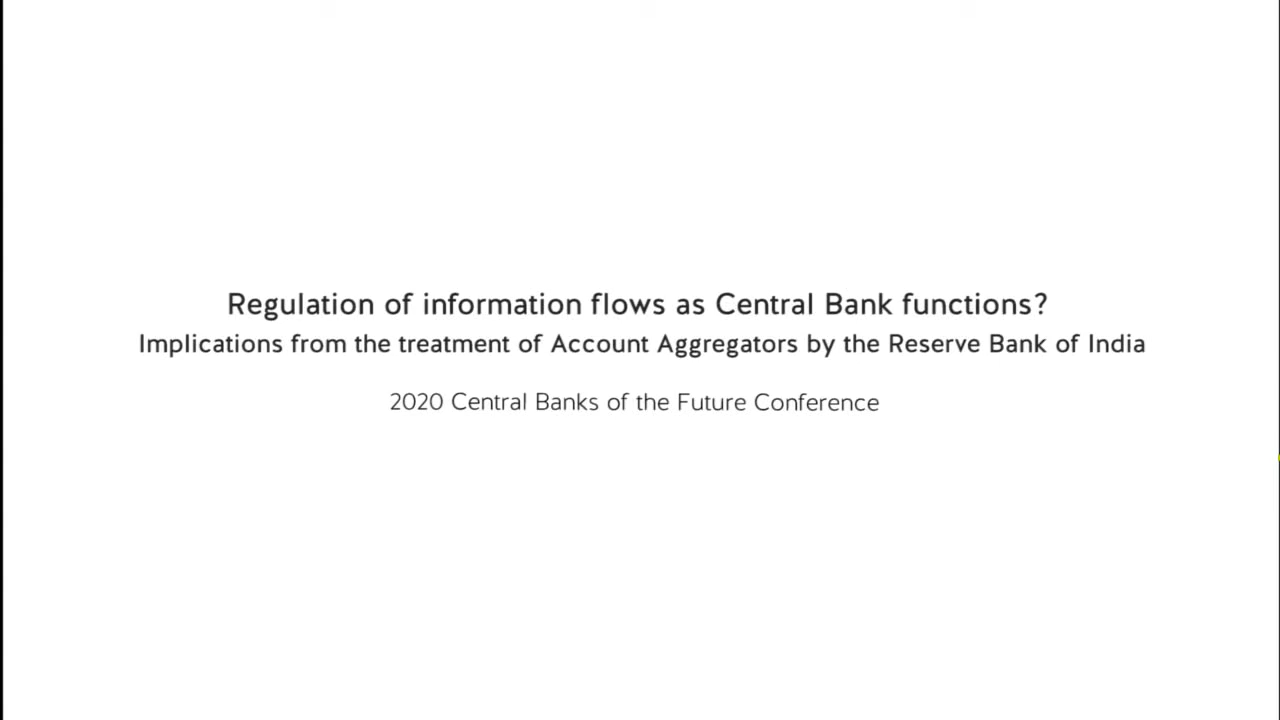 Regulation of information flows as Central Bank functions?
Implications from the treatment of Account Aggregators by the Reserve Bank of India
2020 Central Banks of the Future Conference